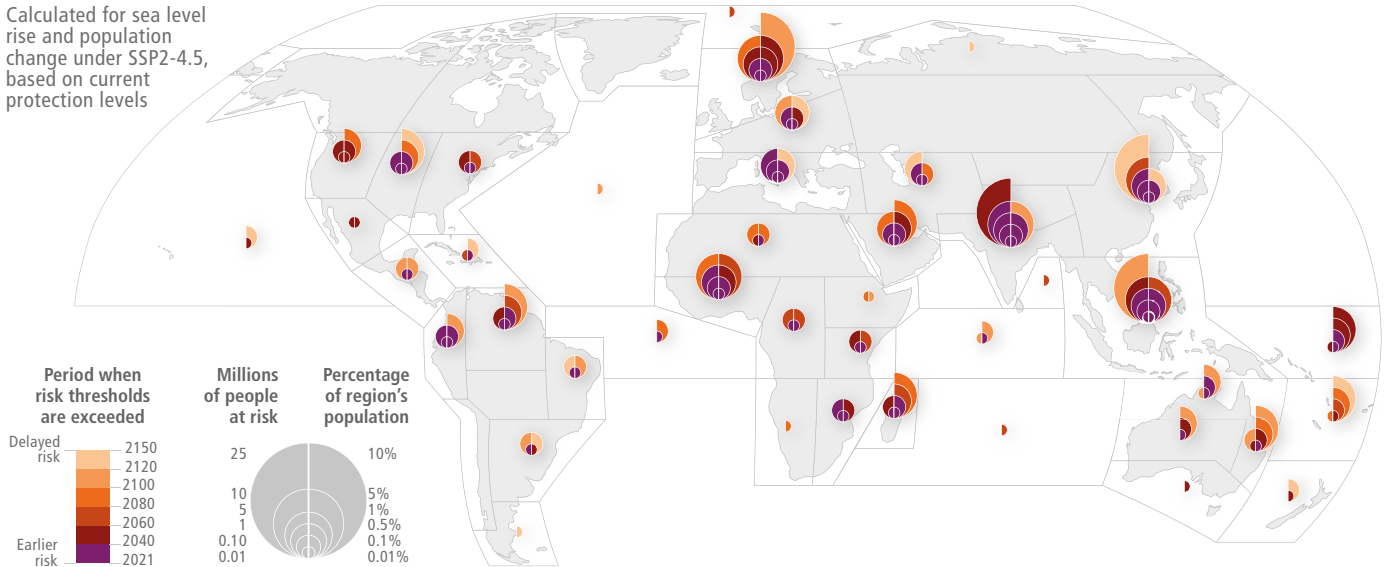 Calculated for sea level
rise and population
change under SSP2-4.5,
based on current
protection levels
Period when
risk thresholds
are exceeded
Delayed
risk
2150
2120
2100
2080
2060
2040
2021
Earlier
risk
Millions
of people
at risk
Percentage
of region's
population
25
10
5
1
0.10
0.01
10%
5%
1%
0.5%
0.1%
0.01%